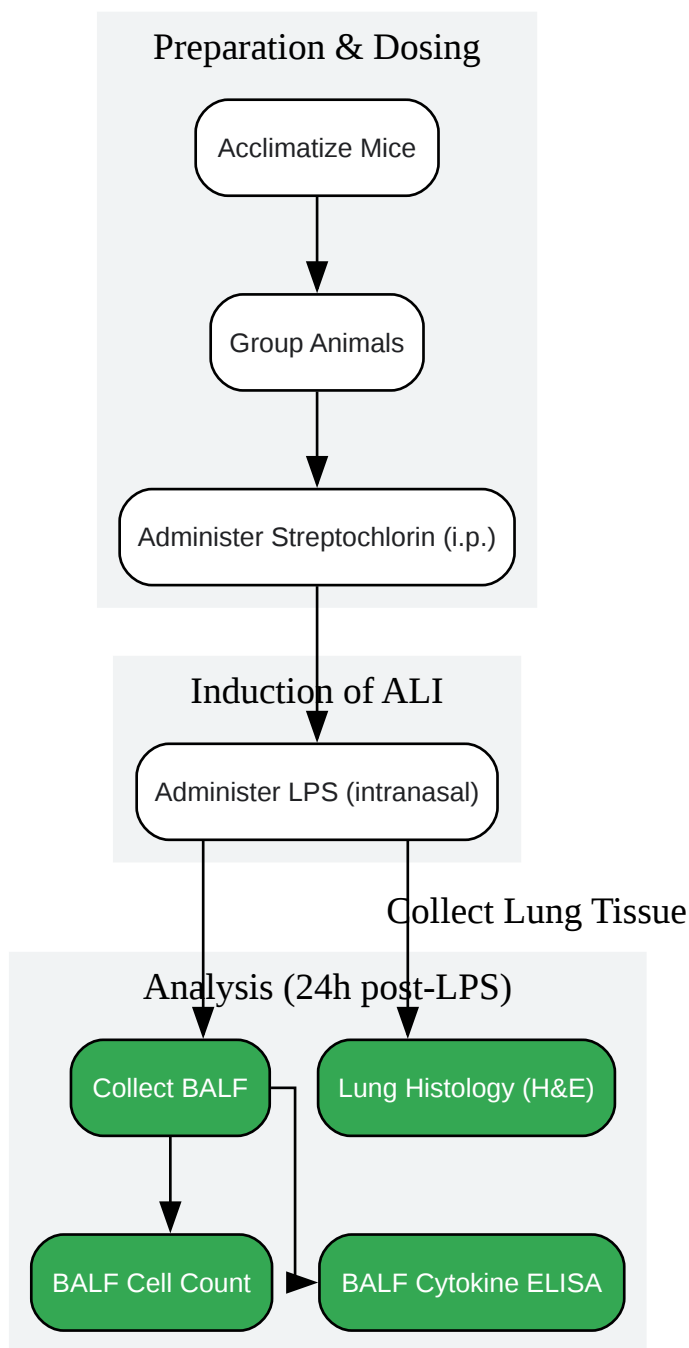 Preparation & Dosing
Acclimatize Mice
Group Animals
Administer Streptochlorin (i.p.)
Induction of ALI
Administer LPS (intranasal)
Collect Lung Tissue
Analysis (24h post-LPS)
Collect BALF
Lung Histology (H&E)
BALF Cell Count
BALF Cytokine ELISA